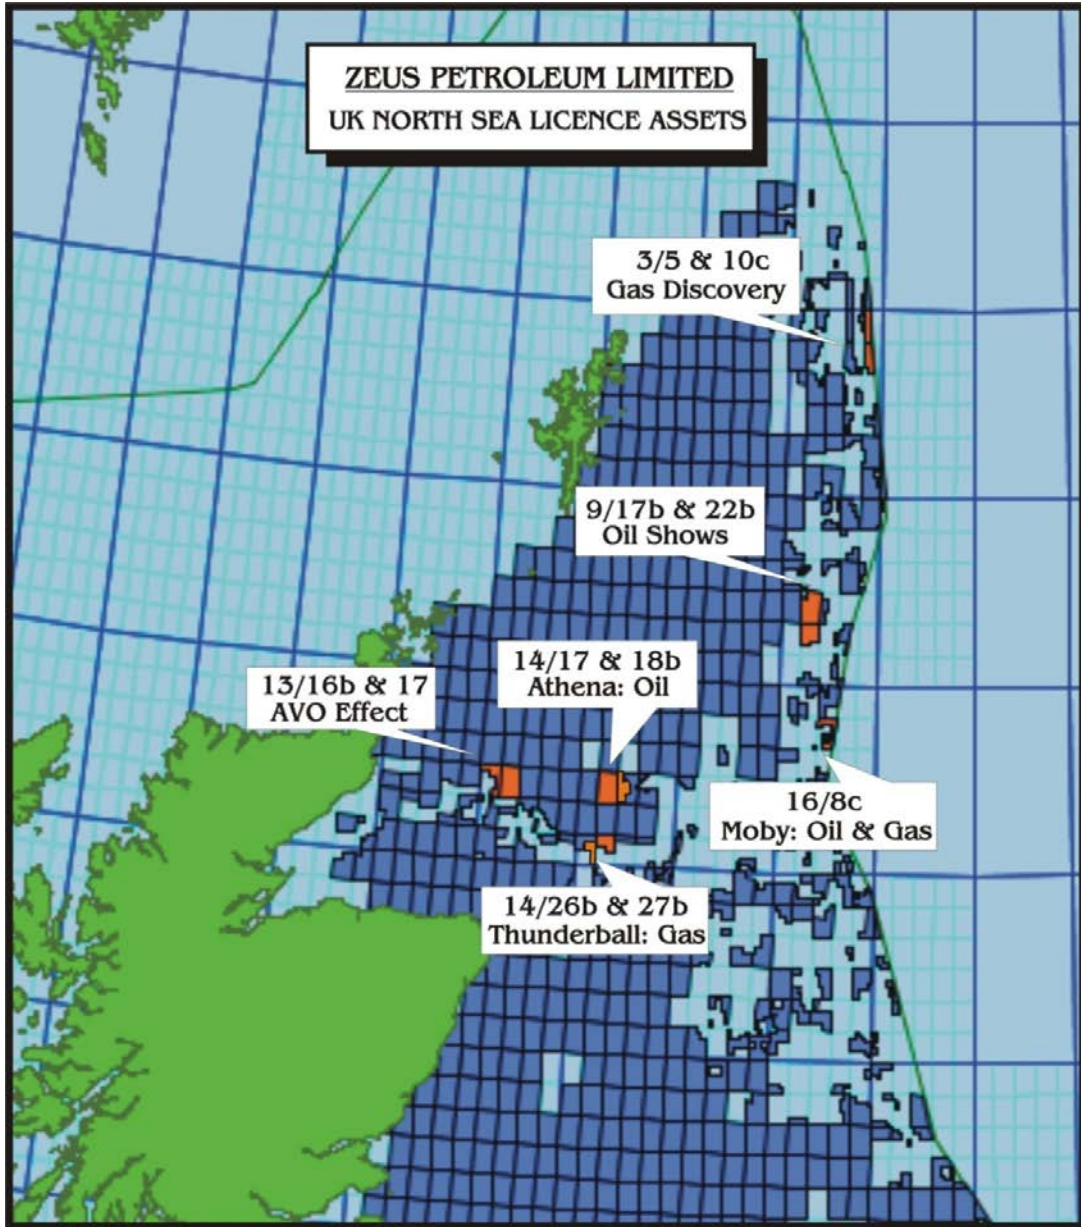 ZEUS PETROLEUM LIMITED
UK NORTH SEA LICENCE ASSETS
3/5 & 10c
Gas Discovery
9/17b & 22b
Oil Shows
14/17 & 18b
Athena: Oil
13/16b & 17
AVO Effect
16/8c
Moby: Oil & Gas
14/26b & 27b
Thunderball: Gas